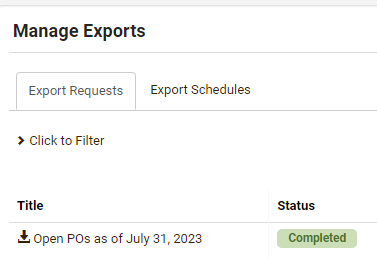 Manage Exports
Export Requests Export Schedules
Click to Filter
Title Status
Open POs as of July 31, 2023 Completed